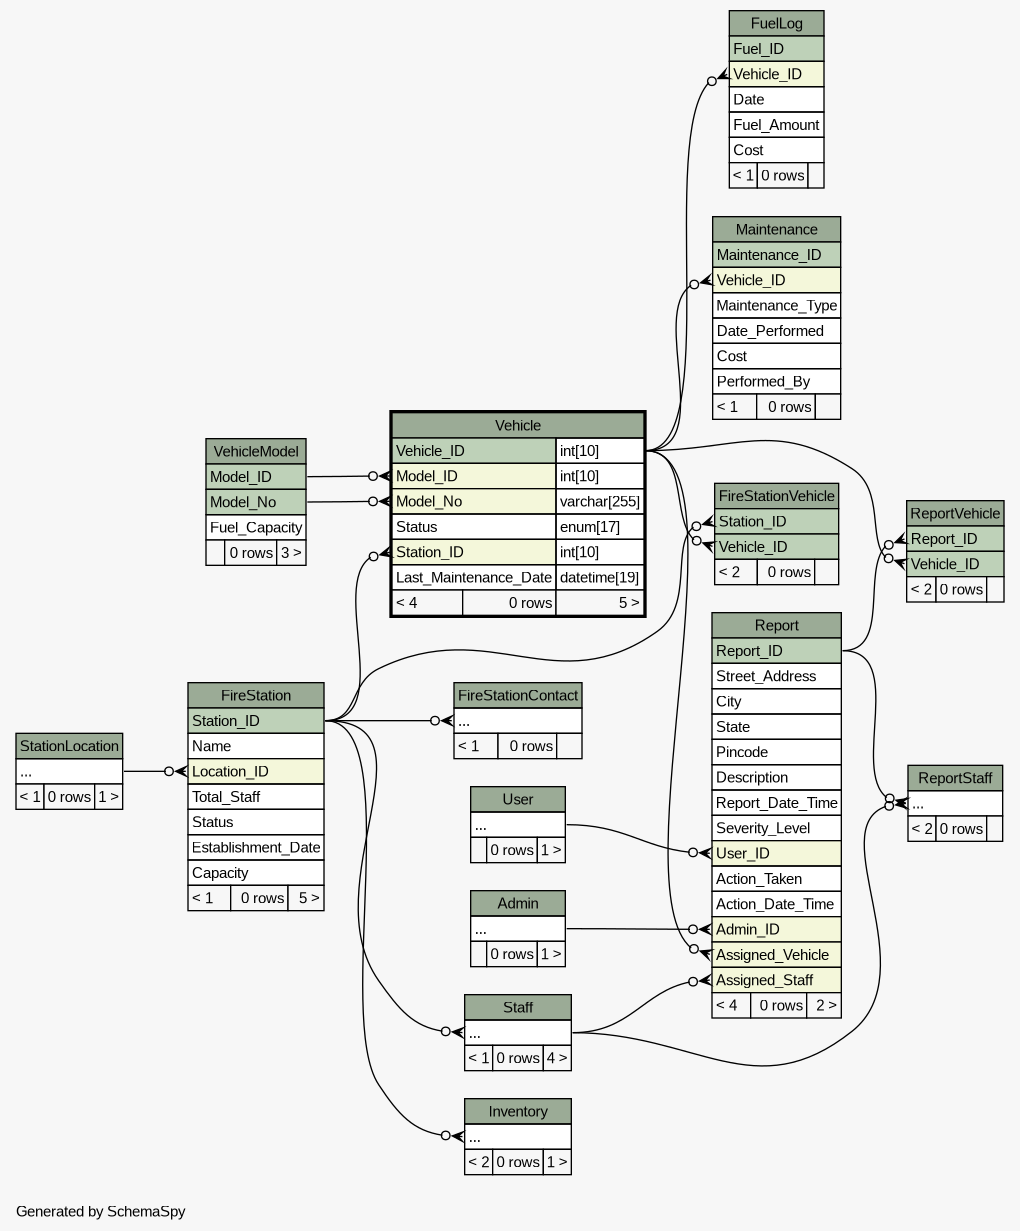 FuelLog
Fuel_ID
Vehicle_ID
Date
Fuel_Amount
Cost
< 1 0 rows
Maintenance
Maintenance_ID
Vehicle_ID
Maintenance_Type
Date_Performed
Cost
Performed_By
< 1 0 rows
Vehicle
Vehicle_ID int[10]
Model_ID int[10]
Model_No varchar[255]
Status enum[17]
Station_ID int[10]
Last_Maintenance_Date datetime[19]
< 4 0 rows 5 >
VehicleModel
Model_ID
Model_No
Fuel_Capacity
0 rows 3 >
FireStationVehicle
Station_ID
Vehicle_ID
< 2 0 rows
ReportVehicle
Report_ID
Vehicle_ID
< 2 0 rows
Report
Report_ID
Street_Address
City
State
Pincode
Description
Report_Date_Time
Severity_Level
User_ID
Action_Taken
Action_Date_Time
Admin_ID
Assigned_Vehicle
Assigned_Staff
< 4 0 rows 2 >
FireStation
Station_ID
Name
Location_ID
Total_Staff
Status
Establishment_Date
Capacity
< 1 0 rows 5 >
FireStationContact
...
< 1 0 rows
StationLocation
...
< 1 0 rows 1 >
User
...
0 rows 1 >
ReportStaff
...
< 2 0 rows
Admin
...
0 rows 1 >
Staff
...
< 1 0 rows 4 >
Inventory
...
< 2 0 rows 1 >
Generated by SchemaSpy